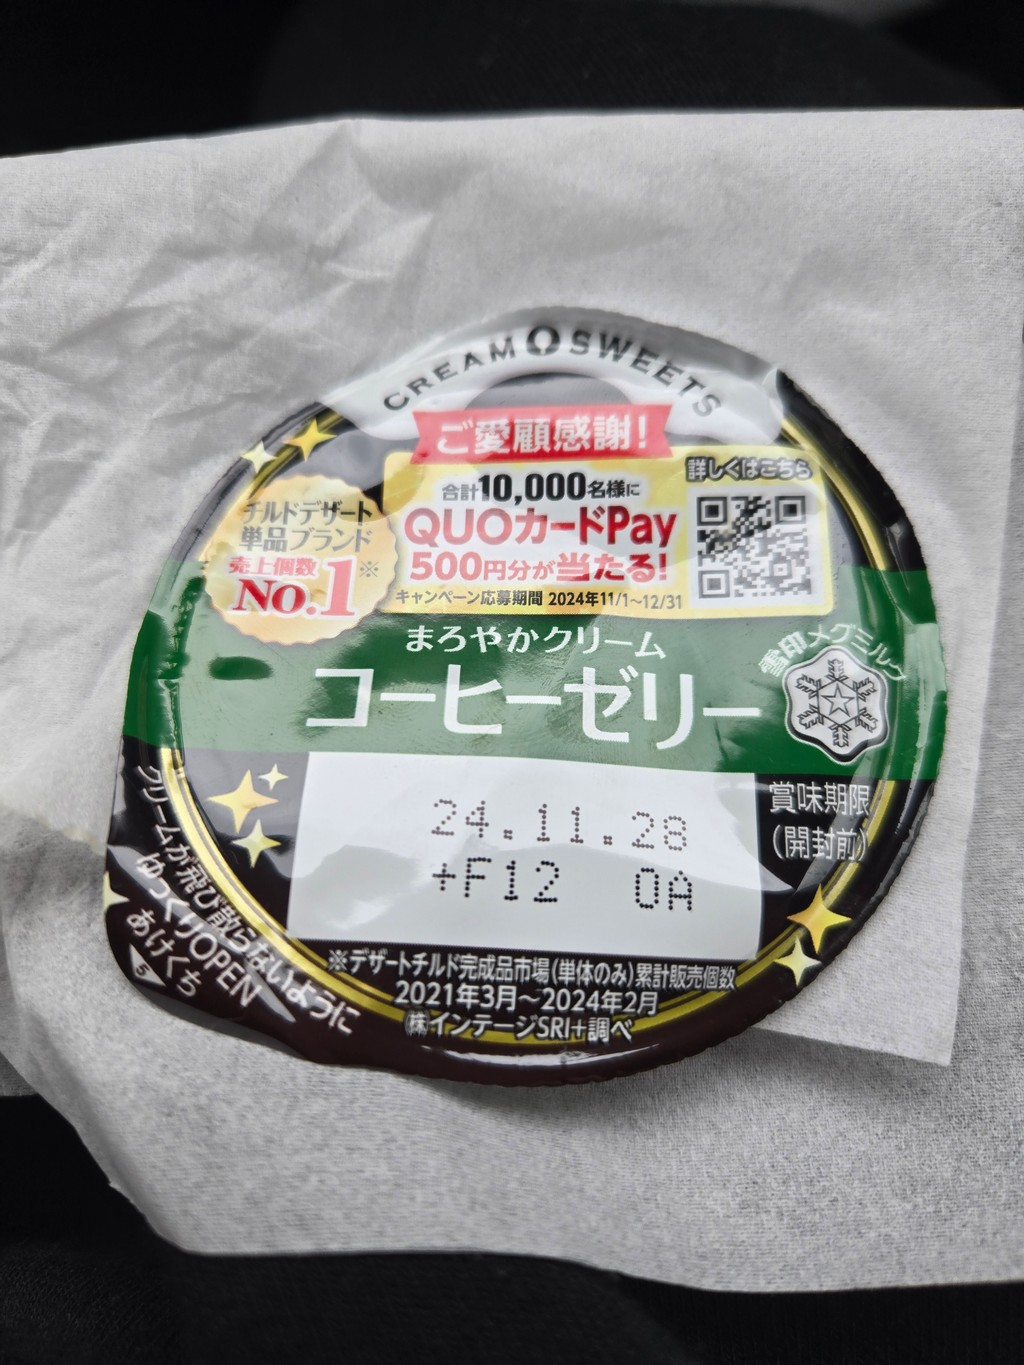 CREAM SWEETS
ご愛顧感謝!
詳しくはこちら
合計10,000名様に
QUOカードPay
500円分が当たる!
キャンペーン応募期間 2024年11/1～12/31
チルドデザート
単品ブランド
売上個数
No.1※
まろやかクリーム
コーヒーゼリー
雪印メグミルク
24.11.28
+F12 0A
賞味期限
(開封前)
クリームが飛び散らないように
ゆっくりOPEN
あけくち
5
※デザートチルド完成品市場(単体のみ)累計販売個数
2021年3月～2024年2月
㈱インテージSRI+調べ